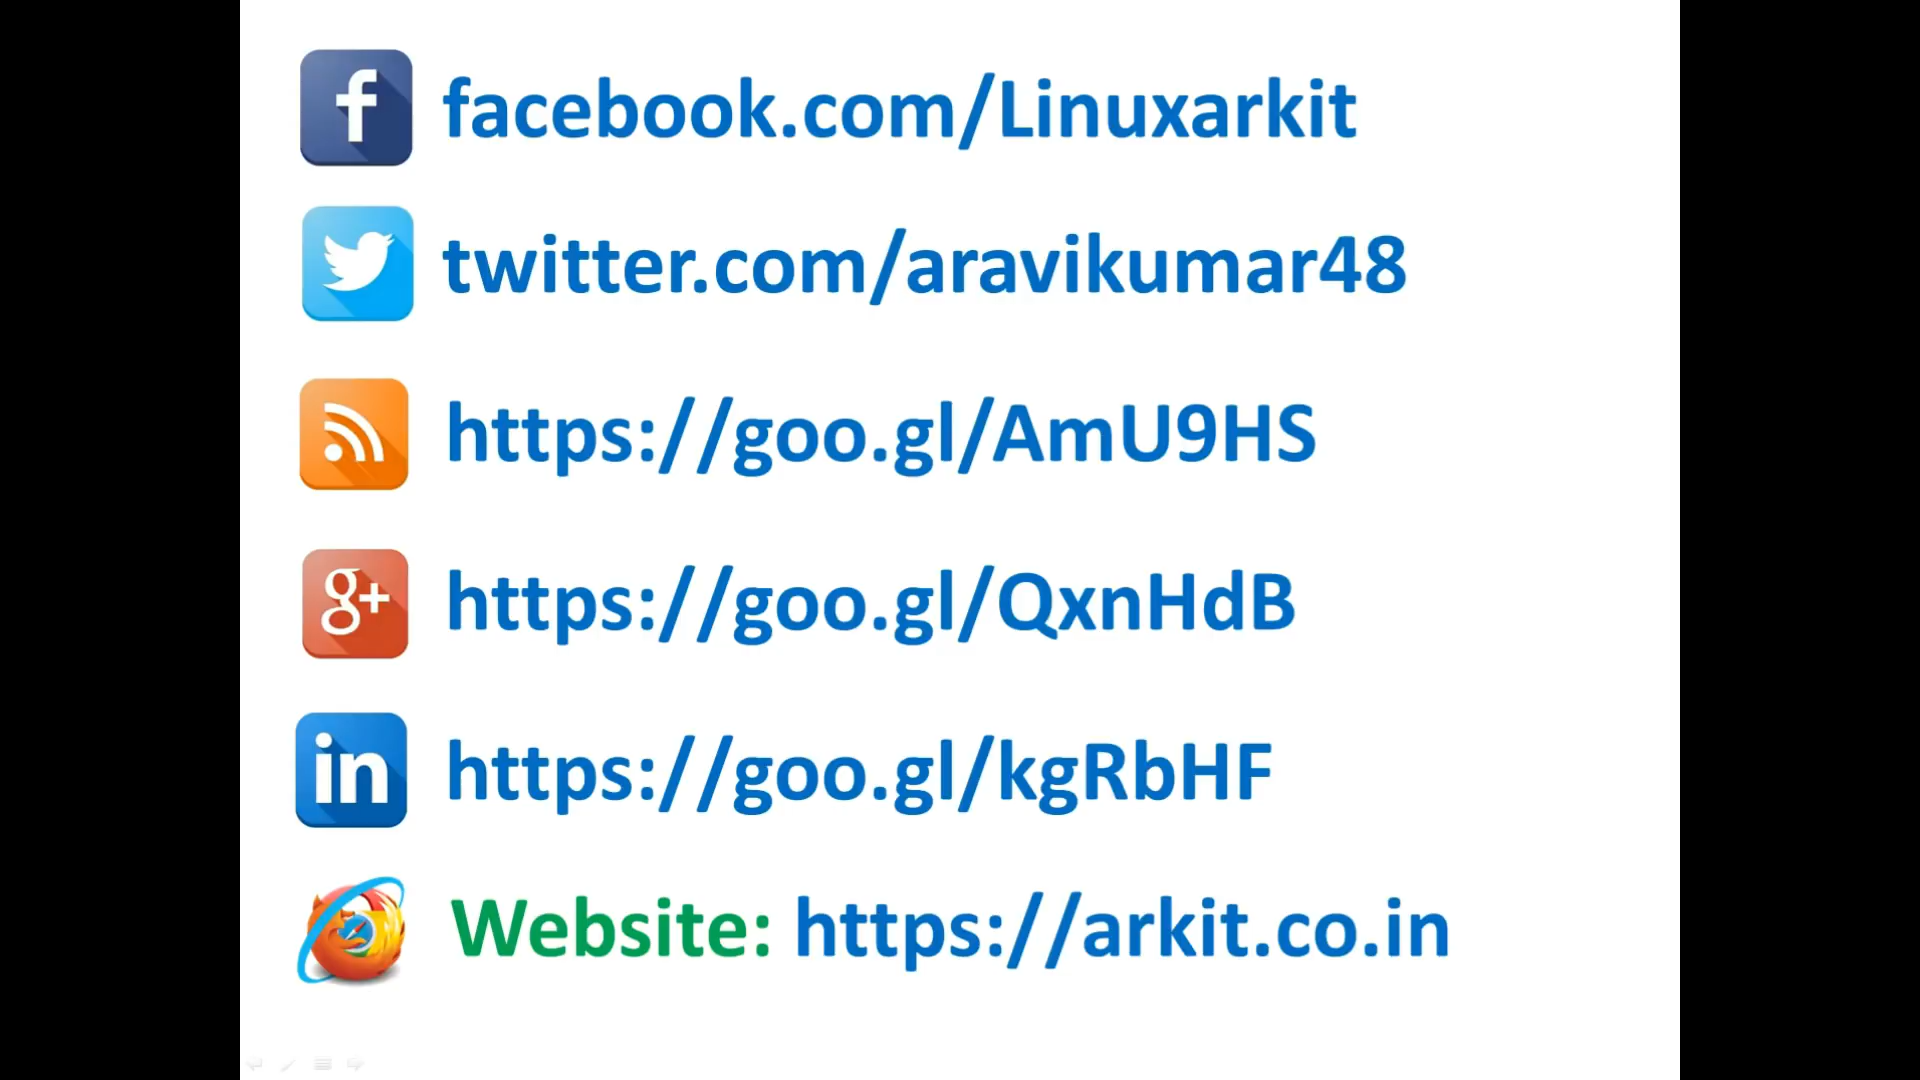 f facebook.com/Linuxarkit
twitter.com/aravikumar48
https://goo.gl/AmU9HS
g+ https://goo.gl/QxnHdB
in https://goo.gl/kgRbHF
Website: https://arkit.co.in